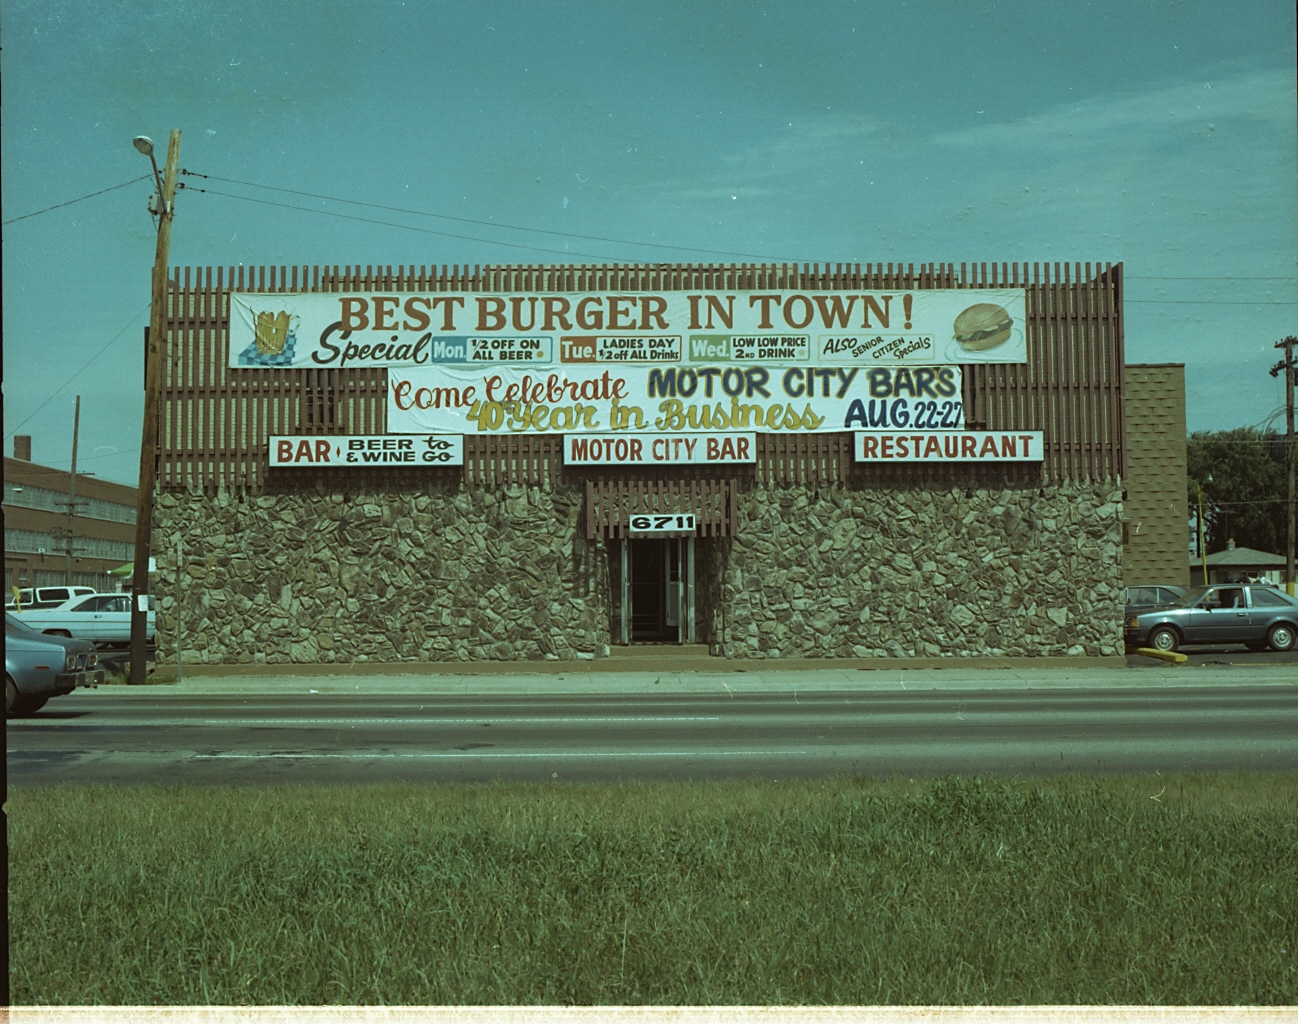 BEST BURGER IN TOWN!
Special
Mon. 1/2 OFF ON
ALL BEER
Tue. LADIES DAY
1/2 off ALL Drinks
Wed. LOW LOW PRICE
2ND DRINK
ALSO
SENIOR
CITIZEN
Specials
Come Celebrate MOTOR CITY BAR'S
40th Year in Business AUG. 22-27
BAR BEER to
& WINE GO
MOTOR CITY BAR
RESTAURANT
6711